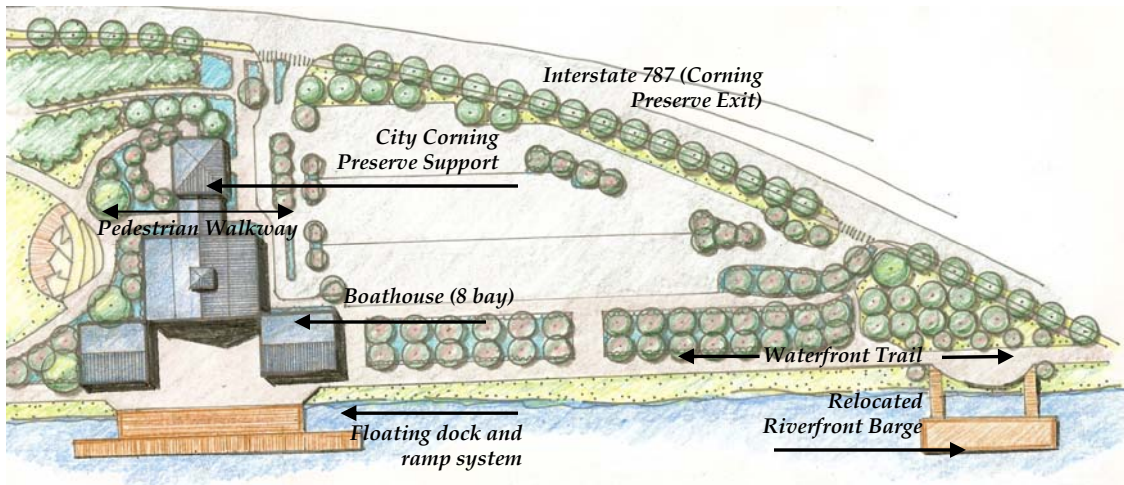 Interstate 787 (Corning
Preserve Exit)
City Corning
Preserve Support
Pedestrian Walkway
Boathouse (8 bay)
Waterfront Trail
Relocated
Riverfront Barge
Floating dock and
ramp system